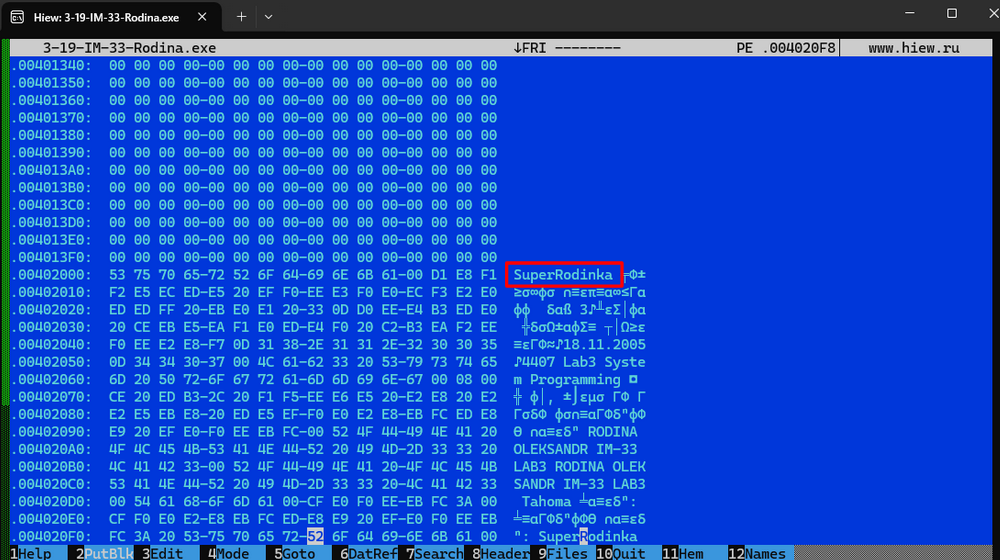 Hiew: 3-19-IM-33-Rodina.exe
3-19-IM-33-Rodina.exe ↓FRI -------- PE .004020F8 www.hiew.ru
.00401340: 00 00 00 00-00 00 00 00-00 00 00 00-00 00 00 00
.00401350: 00 00 00 00-00 00 00 00-00 00 00 00-00 00 00 00
.00401360: 00 00 00 00-00 00 00 00-00 00 00 00-00 00 00 00
.00401370: 00 00 00 00-00 00 00 00-00 00 00 00-00 00 00 00
.00401380: 00 00 00 00-00 00 00 00-00 00 00 00-00 00 00 00
.00401390: 00 00 00 00-00 00 00 00-00 00 00 00-00 00 00 00
.004013A0: 00 00 00 00-00 00 00 00-00 00 00 00-00 00 00 00
.004013B0: 00 00 00 00-00 00 00 00-00 00 00 00-00 00 00 00
.004013C0: 00 00 00 00-00 00 00 00-00 00 00 00-00 00 00 00
.004013D0: 00 00 00 00-00 00 00 00-00 00 00 00-00 00 00 00
.004013E0: 00 00 00 00-00 00 00 00-00 00 00 00-00 00 00 00
.004013F0: 00 00 00 00-00 00 00 00-00 00 00 00-00 00 00 00
.00402000: 53 75 70 65-72 52 6F 64-69 6E 6B 61-00 D1 E8 F1 SuperRodinka ╤Φ±
.00402010: F2 E5 EC ED-E5 20 EF F0-EE E3 F0 E0-EC F3 E2 E0 ≥σ∞φσ ∩≡επ≡α∞≤Γα
.00402020: ED ED FF 20-EB E0 E1 20-33 0D D0 EE-E4 B3 ED E0 φφ  δαß 3♪╨εΣ│φα
.00402030: 20 CE EB E5-EA F1 E0 ED-E4 F0 20 C2-B3 EA F2 EE  ╬δσΩ±αφΣ≡ ┬│Ω≥ε
.00402040: F0 EE E2 E8-F7 0D 31 38-2E 31 31 2E-32 30 30 35 ≡εΓΦ≈♪18.11.2005
.00402050: 0D 34 34 30-37 00 4C 61-62 33 20 53-79 73 74 65 ♪4407 Lab3 Syste
.00402060: 6D 20 50 72-6F 67 72 61-6D 6D 69 6E-67 00 08 00 m Programming ◘
.00402070: CE 20 ED B3-2C 20 F1 F5-EE E6 E5 20-E2 E8 20 E2 ╬ φ│, ±⌡εµσ ΓΦ Γ
.00402080: E2 E5 EB E8-20 ED E5 EF-F0 E0 E2 E8-EB FC ED E8 ΓσδΦ φσ∩≡αΓΦδⁿφΦ
.00402090: E9 20 EF E0-F0 EE EB FC-00 52 4F 44-49 4E 41 20 Θ ∩α≡εδⁿ RODINA
.004020A0: 4F 4C 45 4B-53 41 4E 44-52 20 49 4D-2D 33 33 20 OLEKSANDR IM-33
.004020B0: 4C 41 42 33-00 52 4F 44-49 4E 41 20-4F 4C 45 4B LAB3 RODINA OLEK
.004020C0: 53 41 4E 44-52 20 49 4D-2D 33 33 20-4C 41 42 33 SANDR IM-33 LAB3
.004020D0: 00 54 61 68-6F 6D 61 00-CF E0 F0 EE-EB FC 3A 00 Tahoma ╧α≡εδⁿ:
.004020E0: CF F0 E0 E2-E8 EB FC ED-E8 E9 20 EF-E0 F0 EE EB ╧≡αΓΦδⁿφΦΘ ∩α≡εδ
.004020F0: FC 3A 20 53-75 70 65 72-52 6F 64 69-6E 6B 61 00 ⁿ: SuperRodinka
1Help 2PutBlk 3Edit 4Mode 5Goto 6DatRef 7Search 8Header 9Files 10Quit 11Hem 12Names